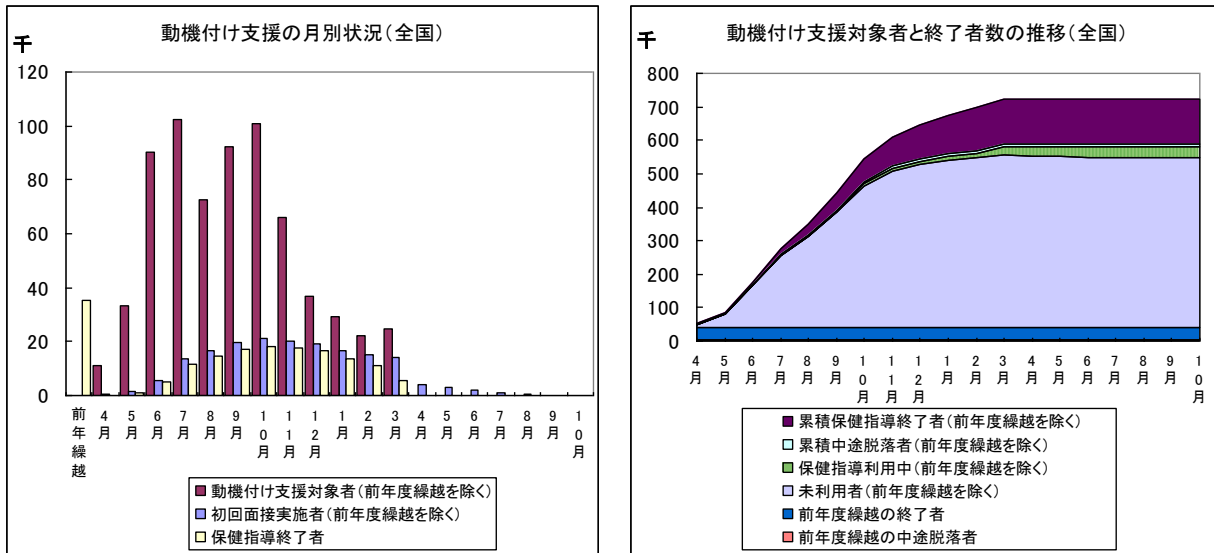 動機付け支援の月別状況(全国)
千
120
100
80
60
40
20
0
前年繰越
4月
5月
6月
7月
8月
9月
10月
11月
12月
1月
2月
3月
4月
5月
6月
7月
8月
9月
10月
動機付け支援対象者(前年度繰越を除く)
初回面接実施者(前年度繰越を除く)
保健指導終了者
動機付け支援対象者と終了者数の推移(全国)
千
800
700
600
500
400
300
200
100
0
4月
5月
6月
7月
8月
9月
10月
11月
12月
1月
2月
3月
4月
5月
6月
7月
8月
9月
10月
累積保健指導終了者(前年度繰越を除く)
累積中途脱落者(前年度繰越を除く)
保健指導利用中(前年度繰越を除く)
未利用者(前年度繰越を除く)
前年度繰越の終了者
前年度繰越の中途脱落者